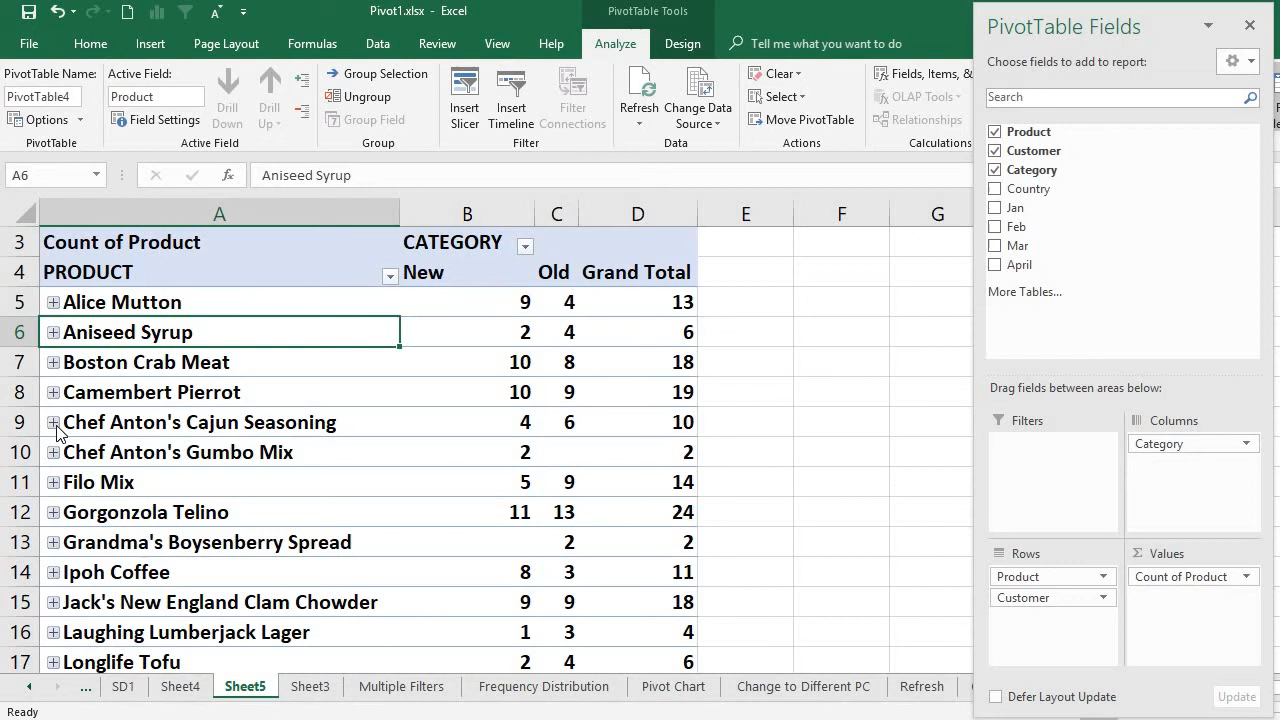 Pivot1.xlsx - Excel
PivotTable Tools
File Home Insert Page Layout Formulas Data Review View Help Analyze Design Tell me what you want to do
PivotTable Name:
PivotTable4
Options
PivotTable
Active Field:
Product
Field Settings
Drill
Down
Drill
Up
Active Field
Group Selection
Ungroup
Group Field
Group
Insert
Slicer
Insert
Timeline
Filter
Connections
Filter
Refresh
Change Data
Source
Data
Clear
Select
Move PivotTable
Actions
Fields, Items, &
OLAP Tools
Relationships
Calculations
A6 fx Aniseed Syrup
A B C D E F G
3 Count of Product CATEGORY
4 PRODUCT New Old Grand Total
5 Alice Mutton 9 4 13
6 Aniseed Syrup 2 4 6
7 Boston Crab Meat 10 8 18
8 Camembert Pierrot 10 9 19
9 Chef Anton's Cajun Seasoning 4 6 10
10 Chef Anton's Gumbo Mix 2 2
11 Filo Mix 5 9 14
12 Gorgonzola Telino 11 13 24
13 Grandma's Boysenberry Spread 2 2
14 Ipoh Coffee 8 3 11
15 Jack's New England Clam Chowder 9 9 18
16 Laughing Lumberjack Lager 1 3 4
17 Longlife Tofu 2 4 6
... SD1 Sheet4 Sheet5 Sheet3 Multiple Filters Frequency Distribution Pivot Chart Change to Different PC Refresh
Ready
PivotTable Fields
Choose fields to add to report:
Search
Product
Customer
Category
Country
Jan
Feb
Mar
April
More Tables...
Drag fields between areas below:
Filters
Columns
Category
Rows
Product
Customer
Σ Values
Count of Product
Defer Layout Update
Update